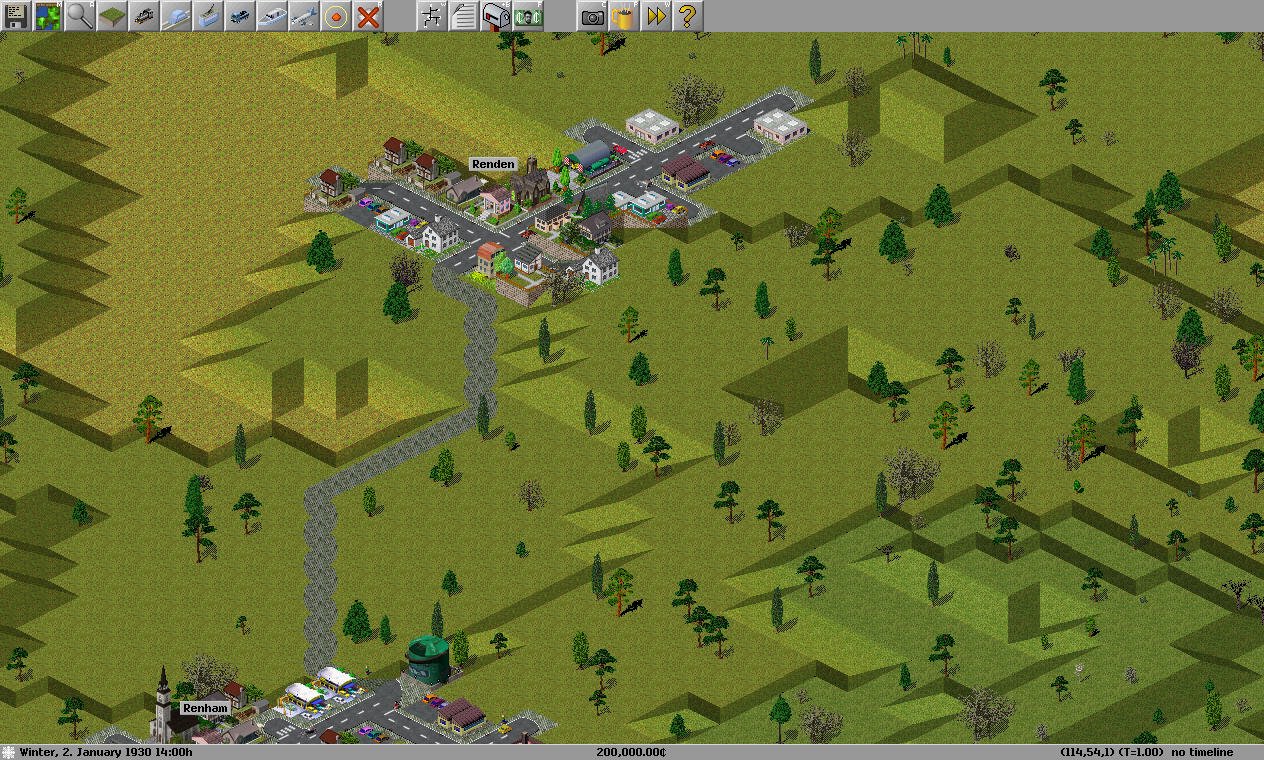 Renden
Renham
Winter, 2. January 1930 14:00h
200,000.00¢
(114,54,1) (T=1.00) no timeline